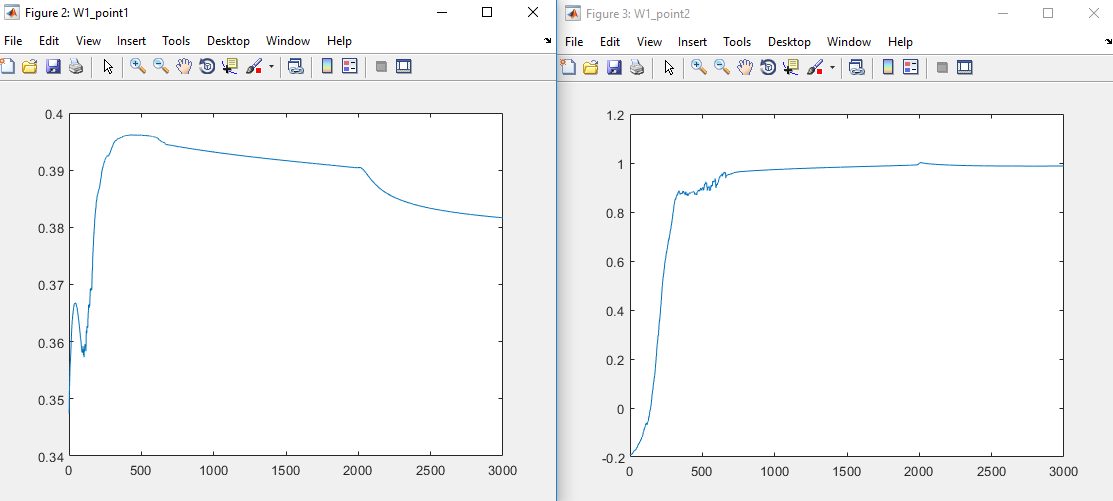 Figure 2: W1_point1
File Edit View Insert Tools Desktop Window Help
0.4
0.39
0.38
0.37
0.36
0.35
0.34
0 500 1000 1500 2000 2500 3000
Figure 3: W1_point2
File Edit View Insert Tools Desktop Window Help
1.2
1
0.8
0.6
0.4
0.2
0
-0.2
0 500 1000 1500 2000 2500 3000